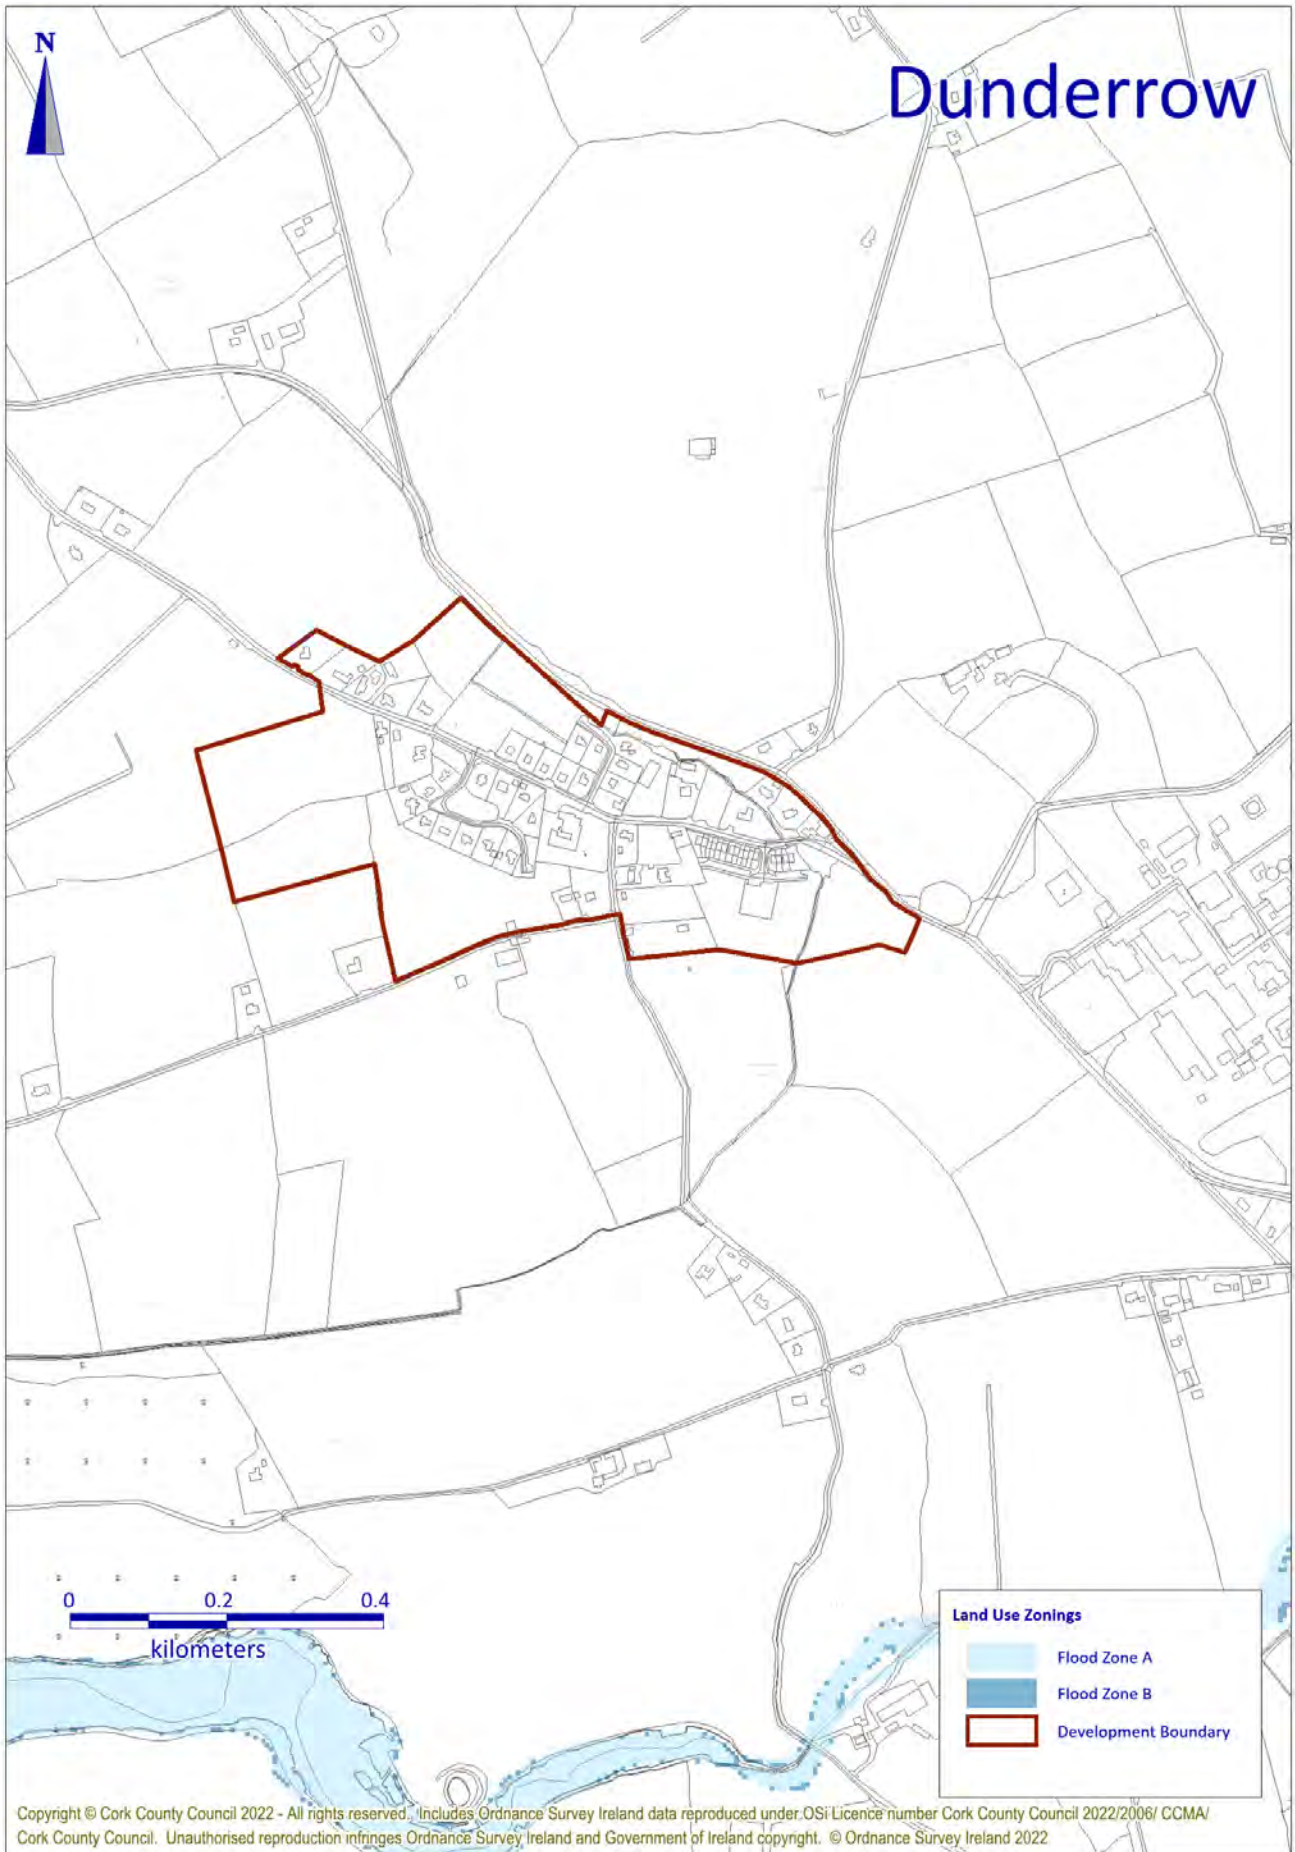 N
Dunderrow
0 0.2 0.4
kilometers
Land Use Zonings
Flood Zone A
Flood Zone B
Development Boundary
Copyright © Cork County Council 2022 - All rights reserved. Includes Ordnance Survey Ireland data reproduced under OSi Licence number Cork County Council 2022/2006/ CCMA/
Cork County Council. Unauthorised reproduction infringes Ordnance Survey Ireland and Government of Ireland copyright. © Ordnance Survey Ireland 2022